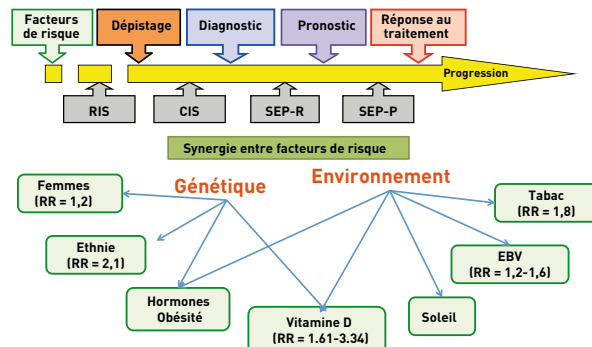 Facteurs
de risque
Dépistage
Diagnostic
Pronostic
Réponse au
traitement
Progression
RIS
CIS
SEP-R
SEP-P
Synergie entre facteurs de risque
Génétique
Environnement
Femmes
(RR = 1,2)
Tabac
(RR = 1,8)
Ethnie
(RR = 2,1)
EBV
(RR = 1,2-1,6)
Hormones
Obésité
Vitamine D
(RR = 1.61-3.34)
Soleil